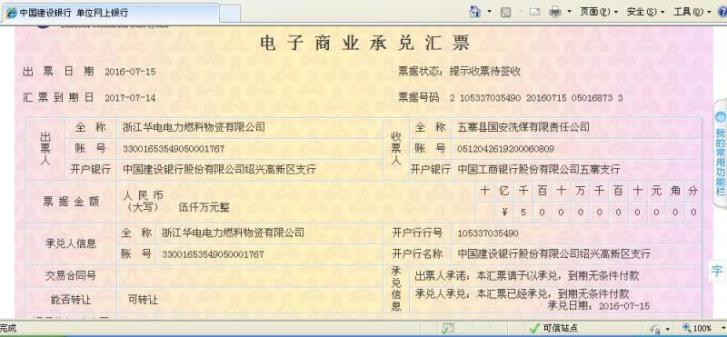 中国建设银行 单位网上银行
页面(P) 安全(S) 工具(O)
电子商业承兑汇票
出票日期 2016-07-15 票据状态: 提示收票待签收
汇票到期日 2017-07-14 票据号码 2 105337035490 20160715 05016873 3
出票人 全称 浙江华电电力燃料物资有限公司 收票人 全称 五寨县国安洗煤有限责任公司
账号 33001653549050001767 账号 0512042619200060809
开户银行 中国建设银行股份有限公司绍兴高新区支行 开户银行 中国工商银行股份有限公司五寨支行
票据金额 人民币(大写) 伍仟万元整 十亿千百十万千百十元角分
¥ 5 0 0 0 0 0 0 0 0 0
承兑人信息 全称 浙江华电电力燃料物资有限公司 开户行行号 105337035490
账号 33001653549050001767 开户行名称 中国建设银行股份有限公司绍兴高新区支行
交易合同号 承兑信息 出票人承诺: 本汇票请予以承兑, 到期无条件付款
能否转让 可转让 承兑人承兑: 本汇票已经承兑, 到期无条件付款
承兑日期: 2016-07-15
我的常用功能栏
字
完成 可信站点 100%